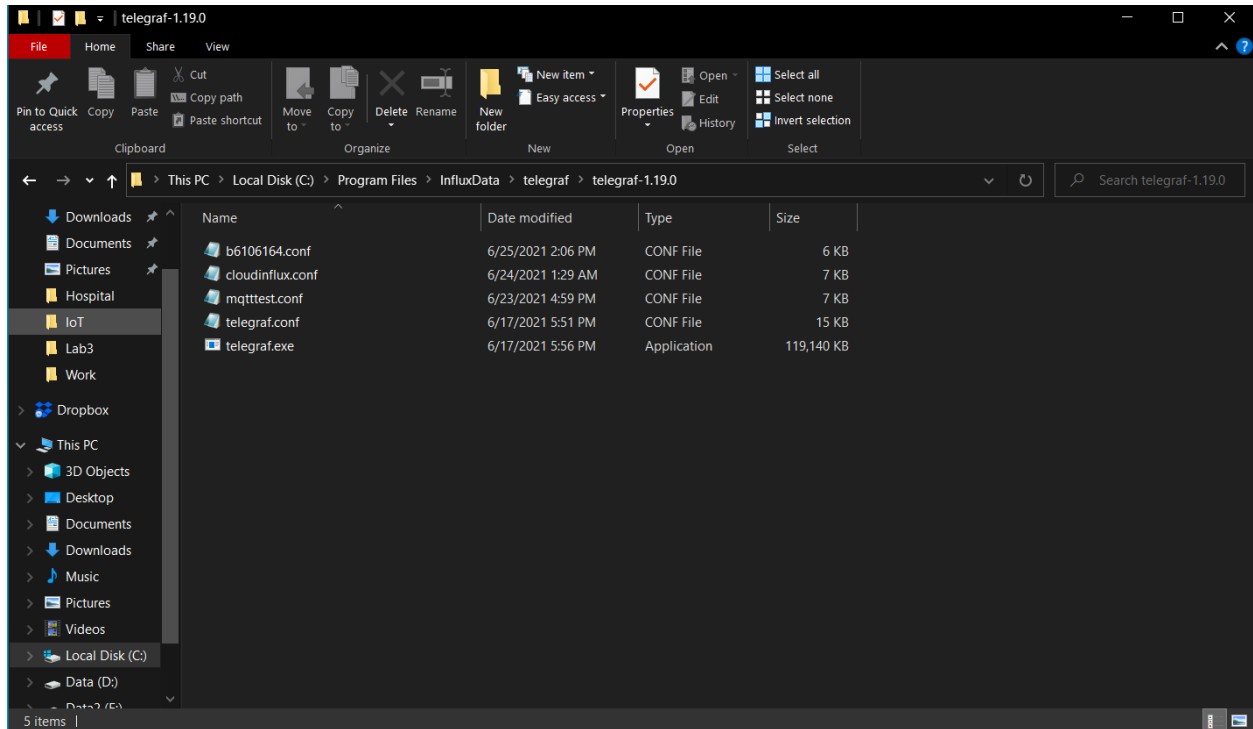 telegraf-1.19.0
File Home Share View
Pin to Quick access
Copy
Paste
Cut
Copy path
Paste shortcut
Clipboard
Move to
Copy to
Delete
Rename
Organize
New folder
New item
Easy access
New
Properties
Open
Edit
History
Open
Select all
Select none
Invert selection
Select
This PC > Local Disk (C:) > Program Files > InfluxData > telegraf > telegraf-1.19.0
Search telegraf-1.19.0
Downloads
Documents
Pictures
Hospital
IoT
Lab3
Work
Dropbox
This PC
3D Objects
Desktop
Documents
Downloads
Music
Pictures
Videos
Local Disk (C:)
Data (D:)
Name Date modified Type Size
b6106164.conf 6/25/2021 2:06 PM CONF File 6 KB
cloudinflux.conf 6/24/2021 1:29 AM CONF File 7 KB
mqtttest.conf 6/23/2021 4:59 PM CONF File 7 KB
telegraf.conf 6/17/2021 5:51 PM CONF File 15 KB
telegraf.exe 6/17/2021 5:56 PM Application 119,140 KB
5 items